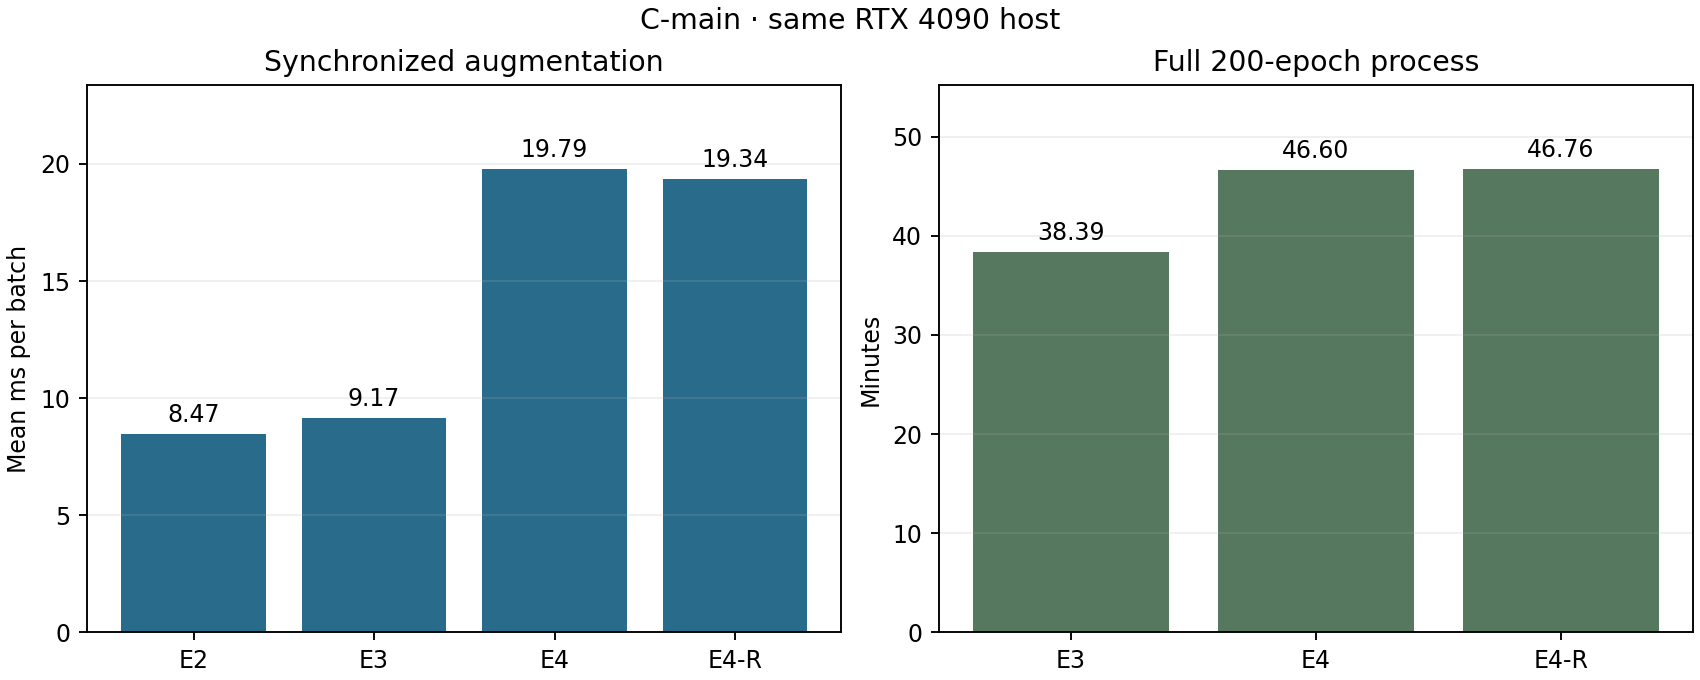 C-main · same RTX 4090 host
Synchronized augmentation
Mean ms per batch
20
15
10
5
0
8.47
9.17
19.79
19.34
E2
E3
E4
E4-R
Full 200-epoch process
Minutes
50
40
30
20
10
0
38.39
46.60
46.76
E3
E4
E4-R